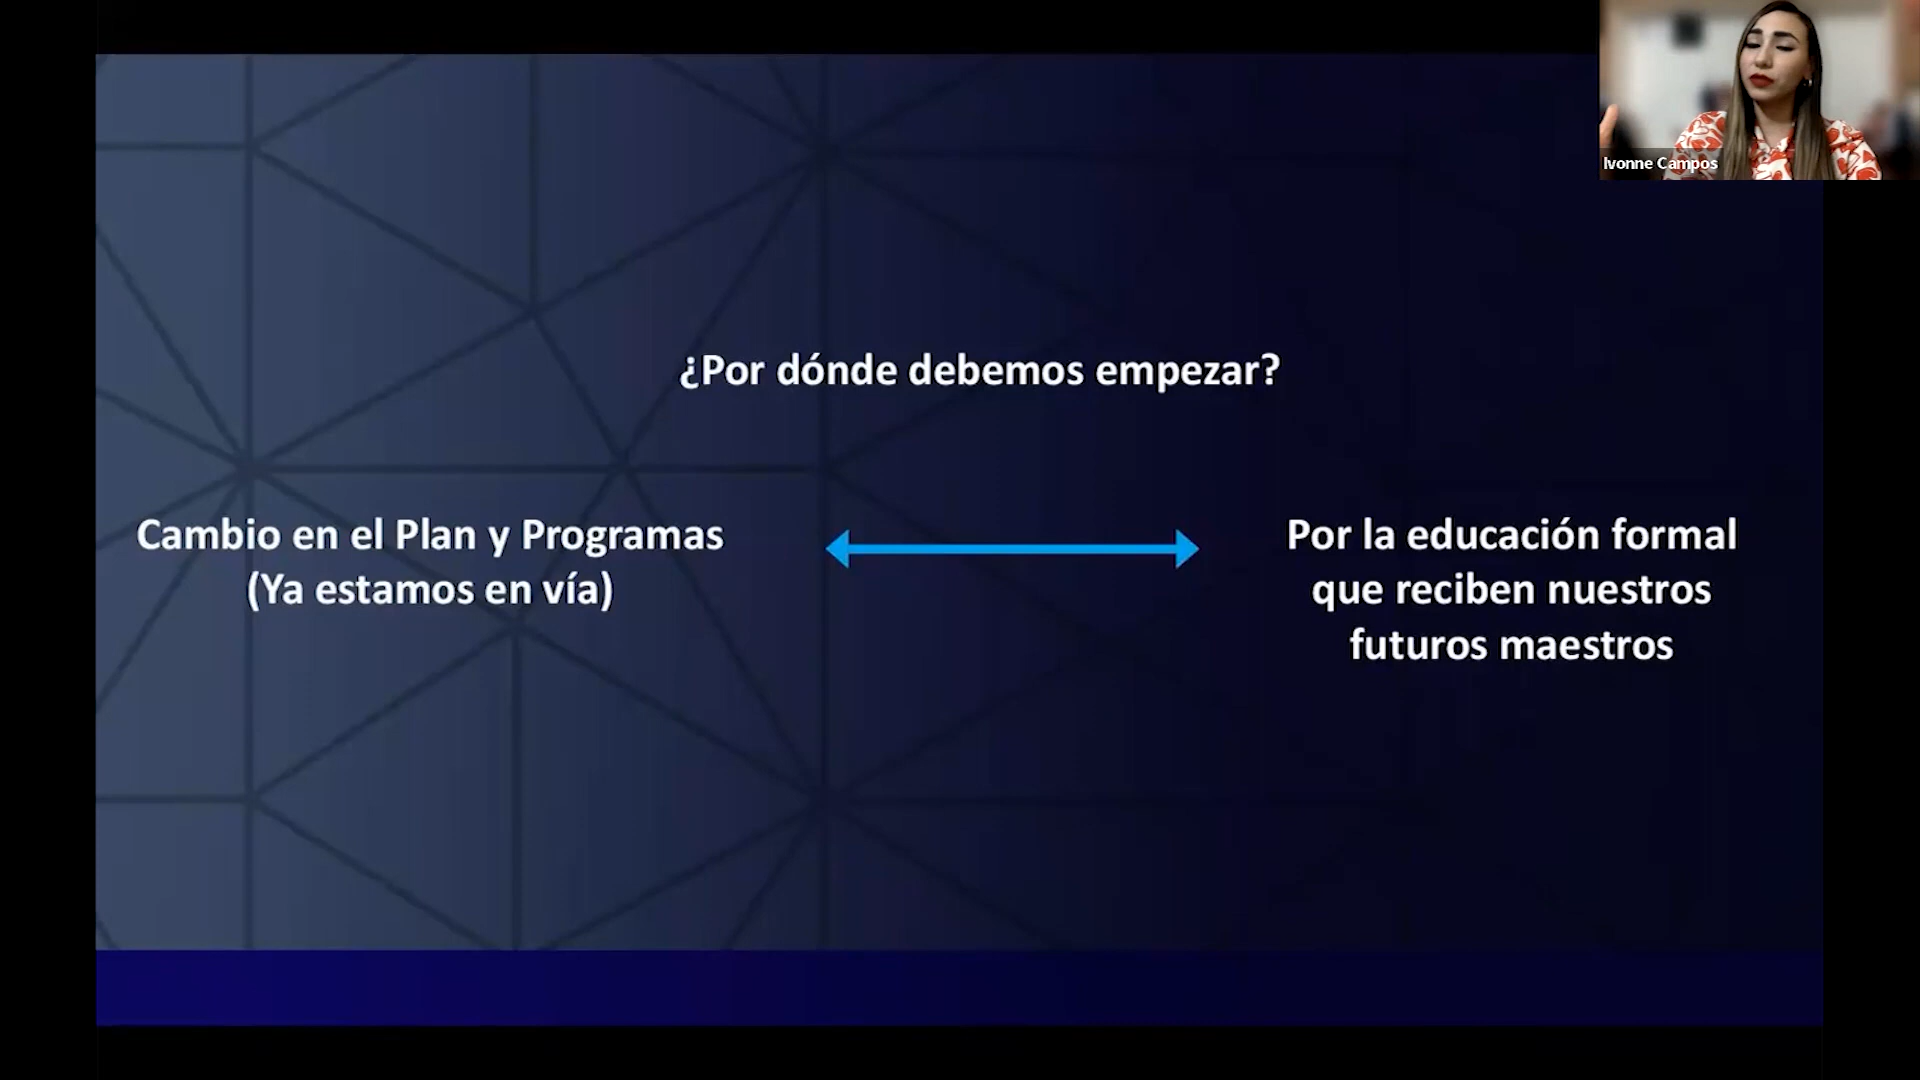 Ivonne Campos
¿Por dónde debemos empezar?
Cambio en el Plan y Programas
(Ya estamos en vía)
Por la educación formal
que reciben nuestros
futuros maestros